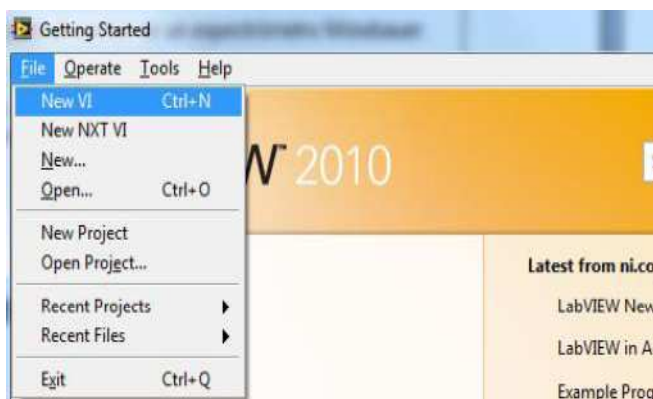 Getting Started
File Operate Tools Help
New VI Ctrl+N
New NXT VI
New...
Open... Ctrl+O
New Project
Open Project...
Recent Projects
Recent Files
Exit Ctrl+Q
W™ 2010
Latest from ni.co
LabVIEW New
LabVIEW in A
Example Prog